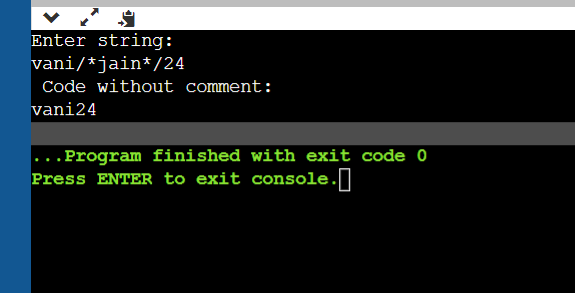 Enter string:
vani/*jain*/24
 Code without comment:
vani24
...Program finished with exit code 0
Press ENTER to exit console.